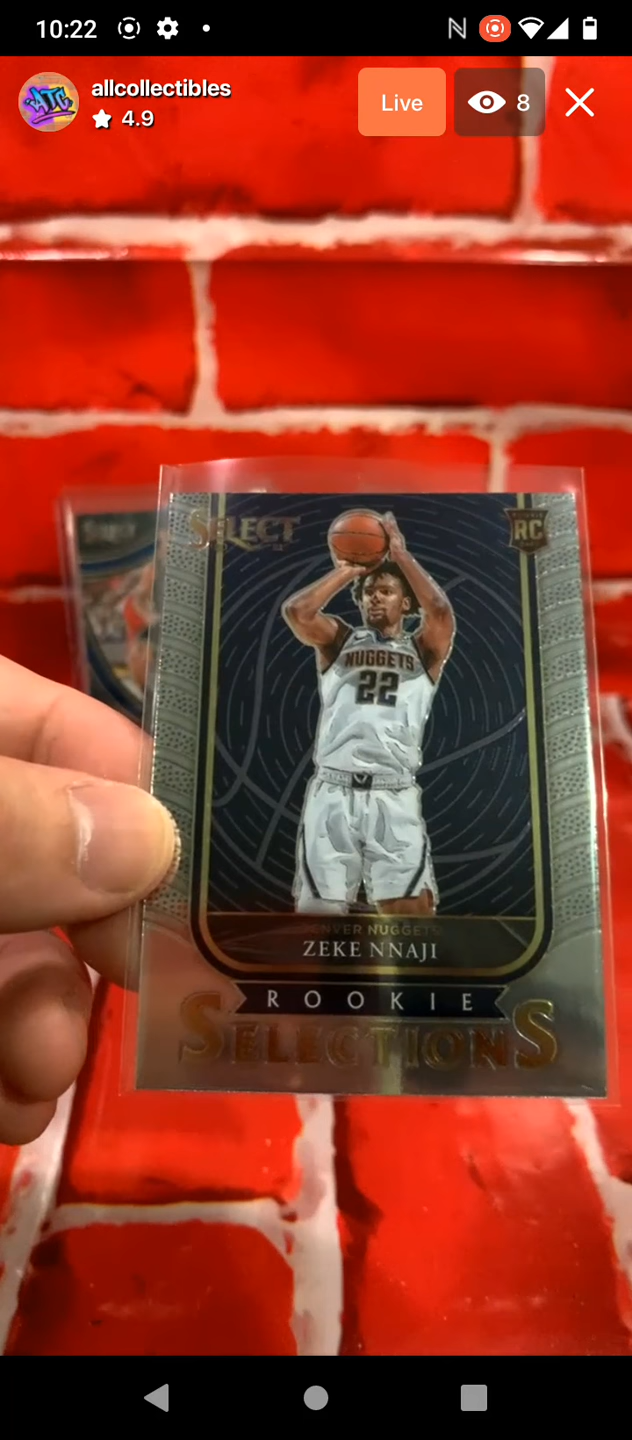 10:22
8
allcollectibles
4.9
Live
SELECT
RC
NUGGETS
22
DENVER NUGGETS
ZEKE NNAJI
ROOKIE
SELECTIONS